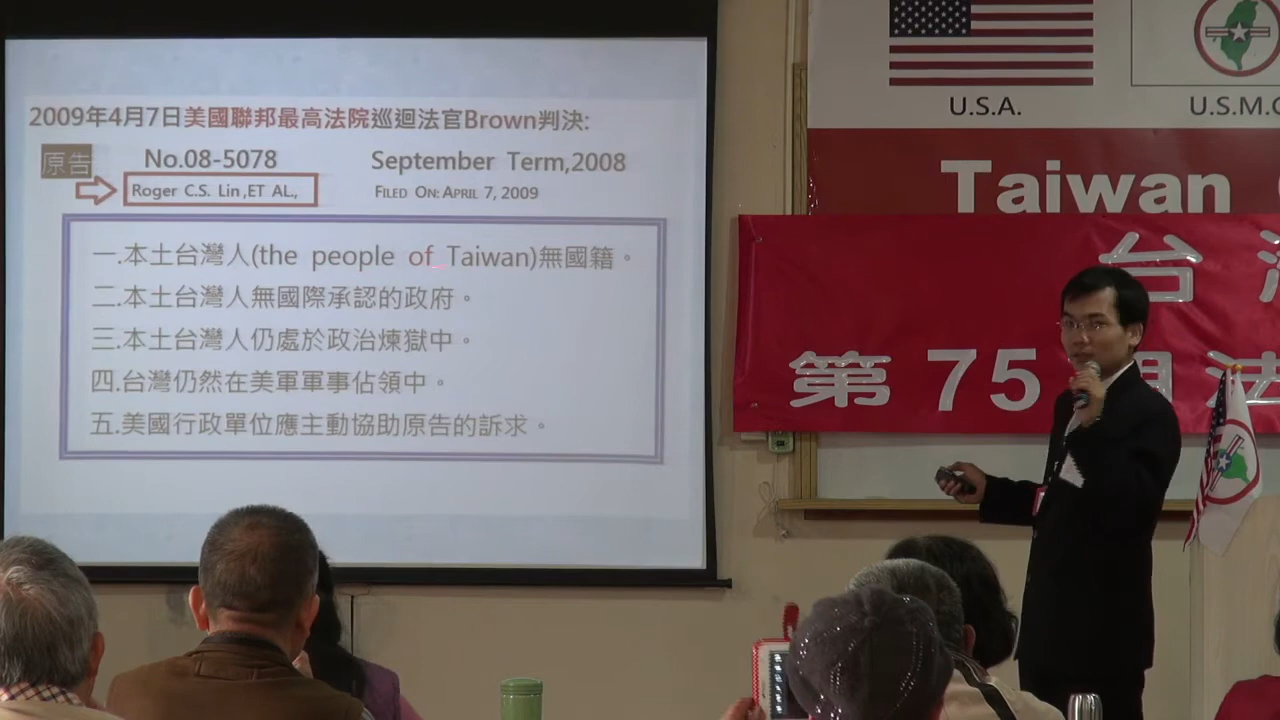 2009年4月7日美國聯邦最高法院巡迴法官Brown判決:
原告
No.08-5078
September Term,2008
Roger C.S. Lin,ET AL.,
FILED ON: APRIL 7, 2009
一.本土台灣人(the people of Taiwan)無國籍。
二.本土台灣人無國際承認的政府。
三.本土台灣人仍處於政治煉獄中。
四.台灣仍然在美軍軍事佔領中。
五.美國行政單位應主動協助原告的訴求。
U.S.A.
U.S.M.
Taiwan
台
第 75 期 法